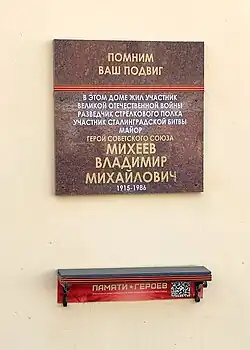 ПОМНИМ
ВАШ ПОДВИГ
В ЭТОМ ДОМЕ ЖИЛ УЧАСТНИК
ВЕЛИКОЙ ОТЕЧЕСТВЕННОЙ ВОЙНЫ
РАЗВЕДЧИК СТРЕЛКОВОГО ПОЛКА
УЧАСТНИК СТАЛИНГРАДСКОЙ БИТВЫ
МАЙОР
ГЕРОЙ СОВЕТСКОГО СОЮЗА
МИХЕЕВ
ВЛАДИМИР
МИХАЙЛОВИЧ
1915-1986
ПАМЯТИ ГЕРОЕВ